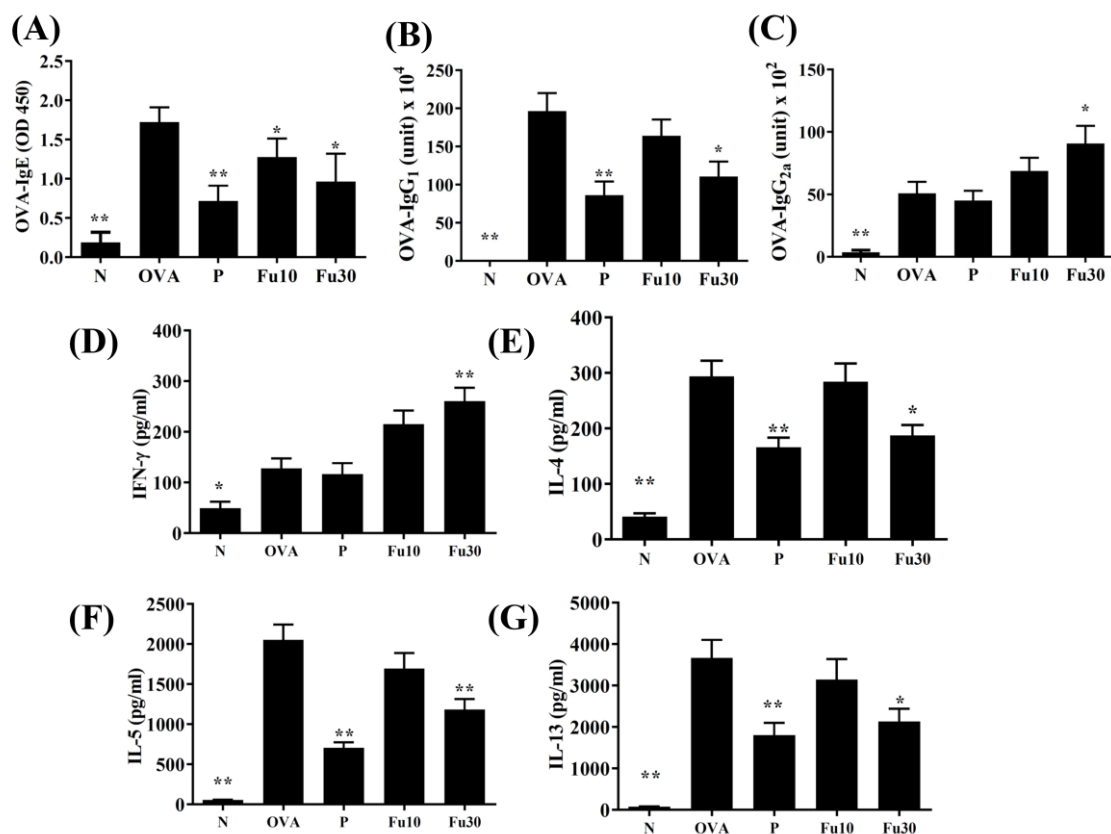 (A)
OVA-IgE (OD 450)
2.5
2.0
1.5
1.0
0.5
0.0
**
**
*
*
N OVA P Fu10 Fu30
(B)
OVA-IgG₁ (unit) x 10⁴
250
200
150
100
50
0
**
**
*
N OVA P Fu10 Fu30
(C)
OVA-IgG₂ₐ (unit) x 10²
150
100
50
0
**
*
N OVA P Fu10 Fu30
(D)
IFN-γ (pg/ml)
400
300
200
100
0
*
**
N OVA P Fu10 Fu30
(E)
IL-4 (pg/ml)
400
300
200
100
0
**
**
*
N OVA P Fu10 Fu30
(F)
IL-5 (pg/ml)
2500
2000
1500
1000
500
0
**
**
**
N OVA P Fu10 Fu30
(G)
IL-13 (pg/ml)
5000
4000
3000
2000
1000
0
**
**
*
N OVA P Fu10 Fu30